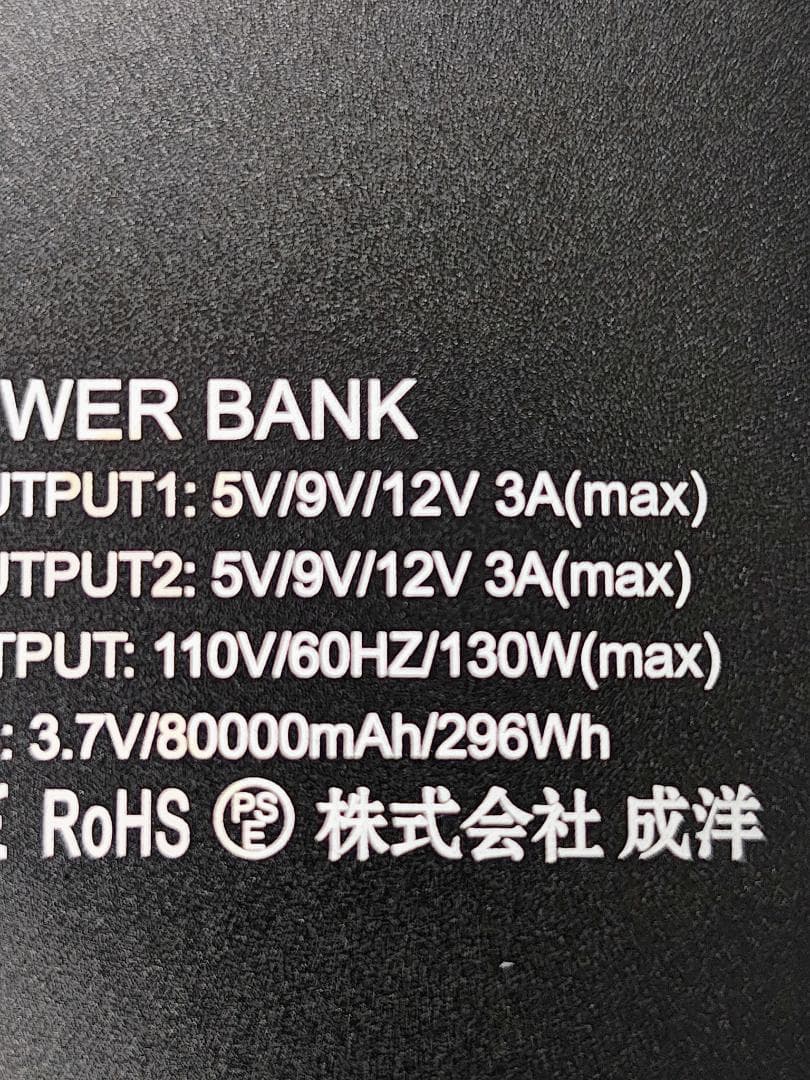 OWER BANK
UTPUT1: 5V/9V/12V 3A(max)
UTPUT2: 5V/9V/12V 3A(max)
TPUT: 110V/60HZ/130W(max)
: 3.7V/80000mAh/296Wh
RoHS PSE 株式会社 成洋